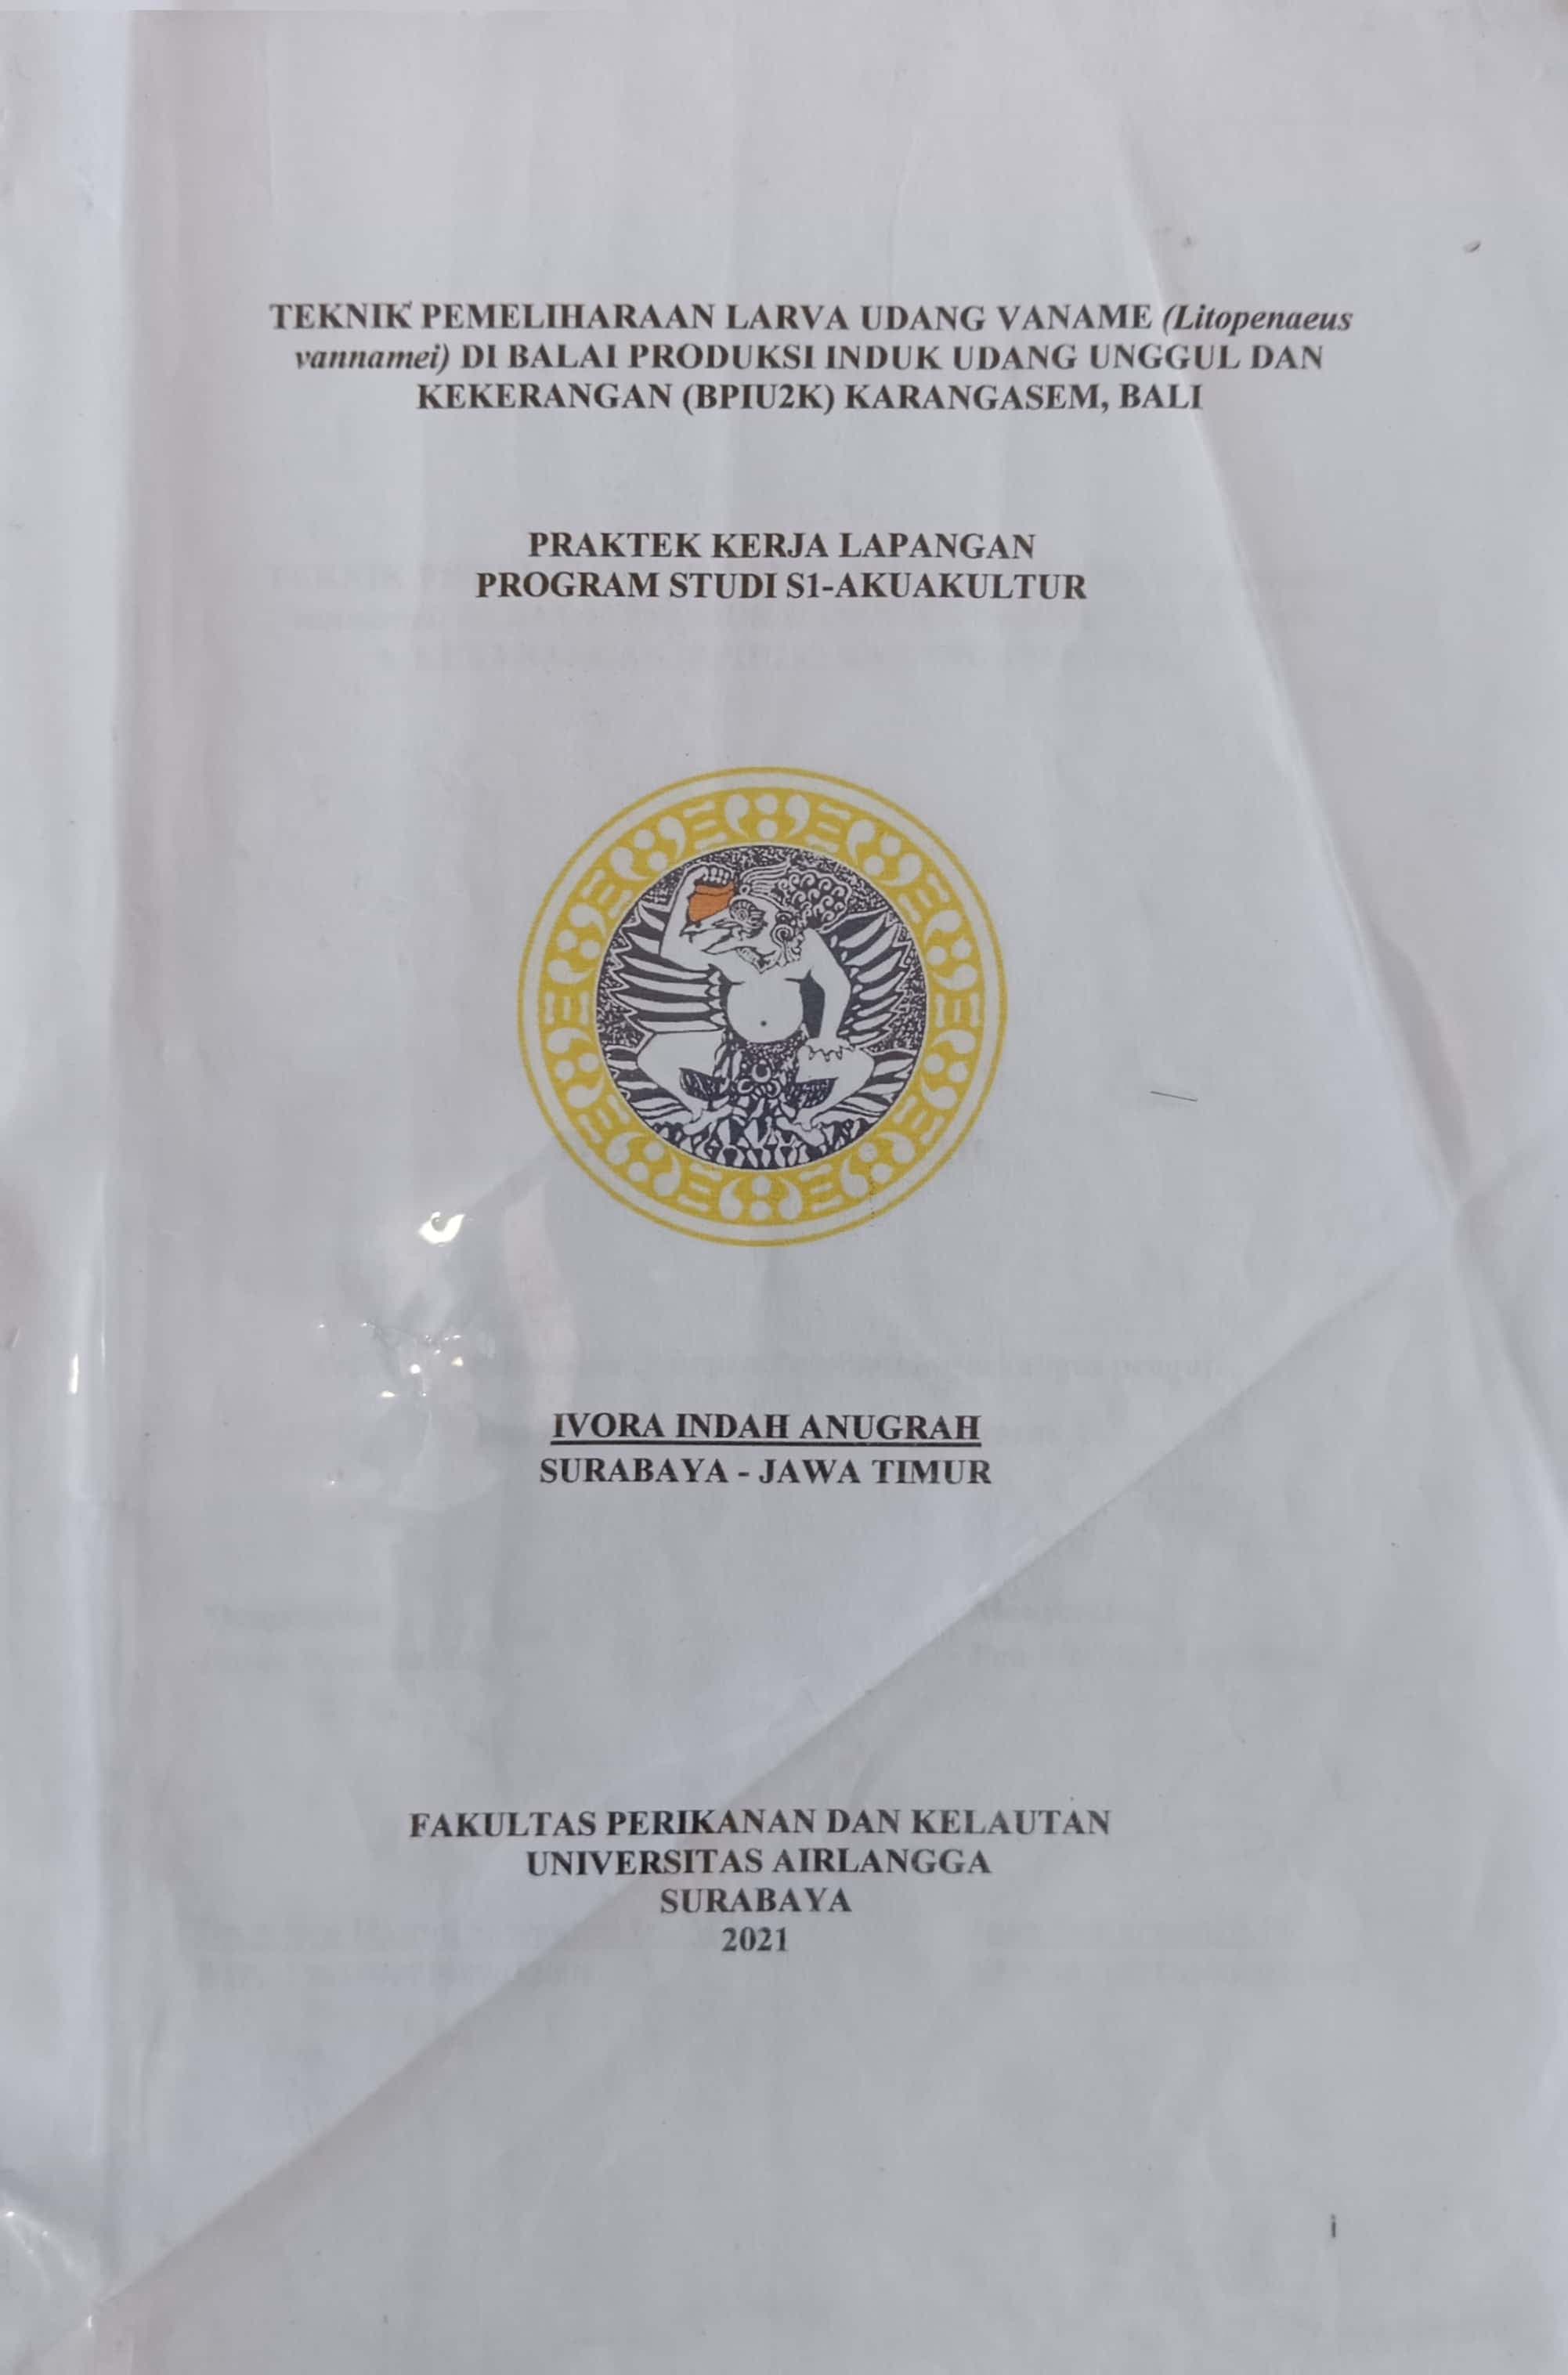 TEKNIK PEMELIHARAAN LARVA UDANG VANAME (Litopenaeus
vannamei) DI BALAI PRODUKSI INDUK UDANG UNGGUL DAN
KEKERANGAN (BPIU2K) KARANGASEM, BALI
PRAKTEK KERJA LAPANGAN
PROGRAM STUDI S1-AKUAKULTUR
IVORA INDAH ANUGRAH
SURABAYA - JAWA TIMUR
FAKULTAS PERIKANAN DAN KELAUTAN
UNIVERSITAS AIRLANGGA
SURABAYA
2021
i